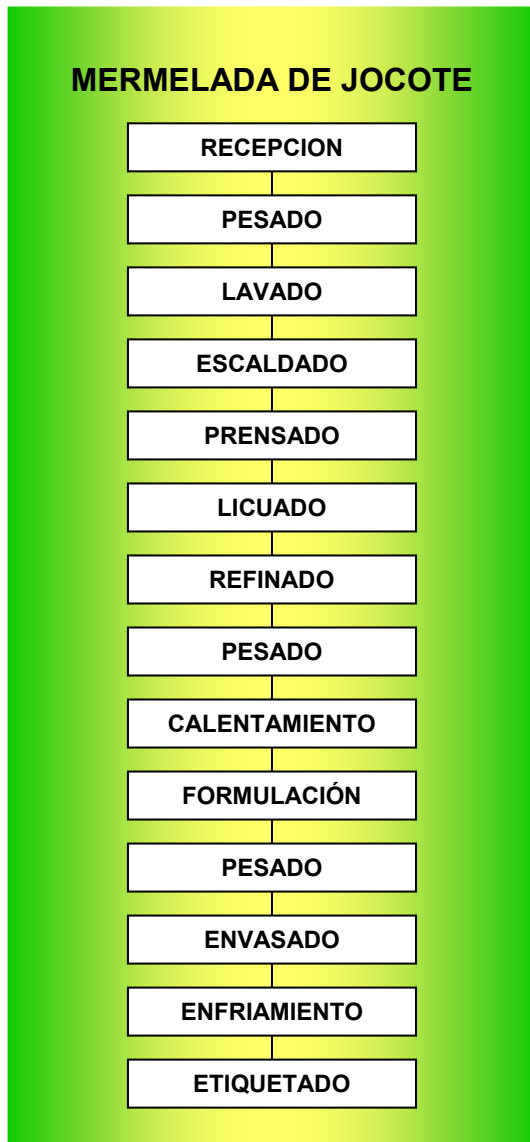 MERMELADA DE JOCOTE
RECEPCION
PESADO
LAVADO
ESCALDADO
PRENSADO
LICUADO
REFINADO
PESADO
CALENTAMIENTO
FORMULACIÓN
PESADO
ENVASADO
ENFRIAMIENTO
ETIQUETADO